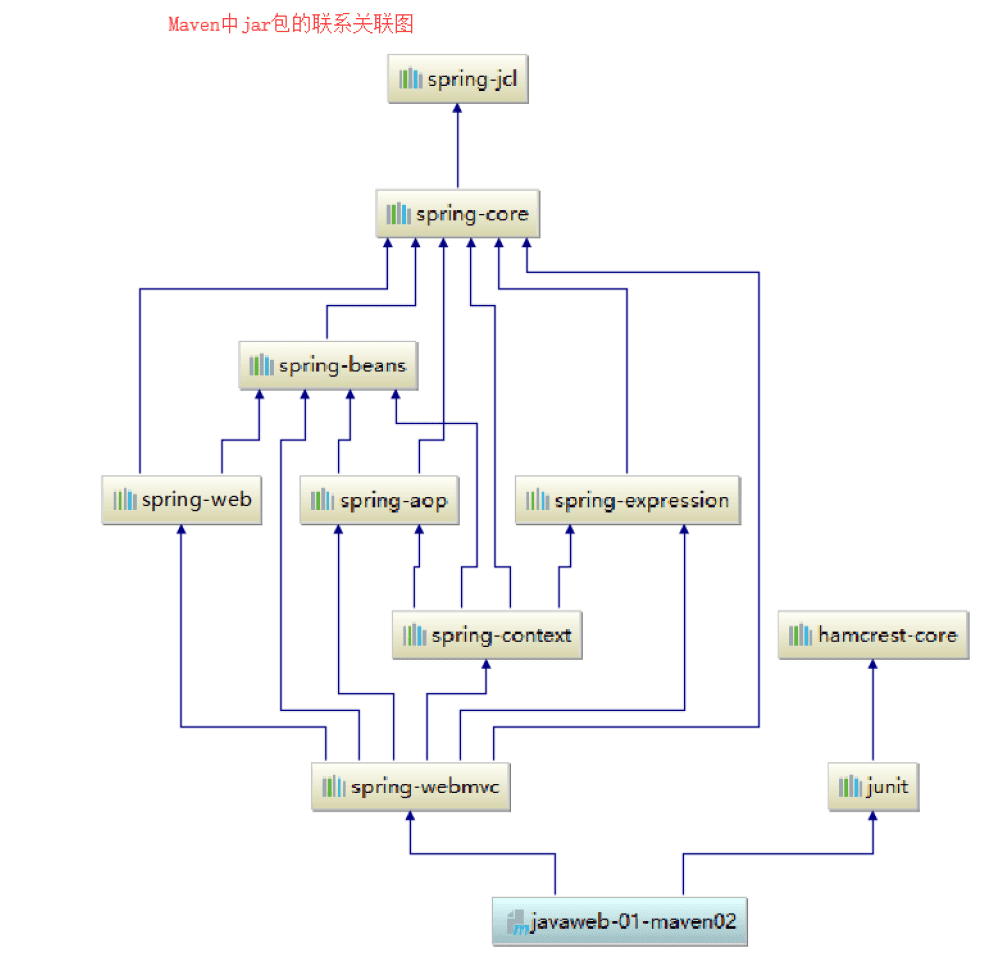 Maven中jar包的联系关联图
spring-jcl
spring-core
spring-beans
spring-web
spring-aop
spring-expression
spring-context
hamcrest-core
spring-webmvc
junit
javaweb-01-maven02